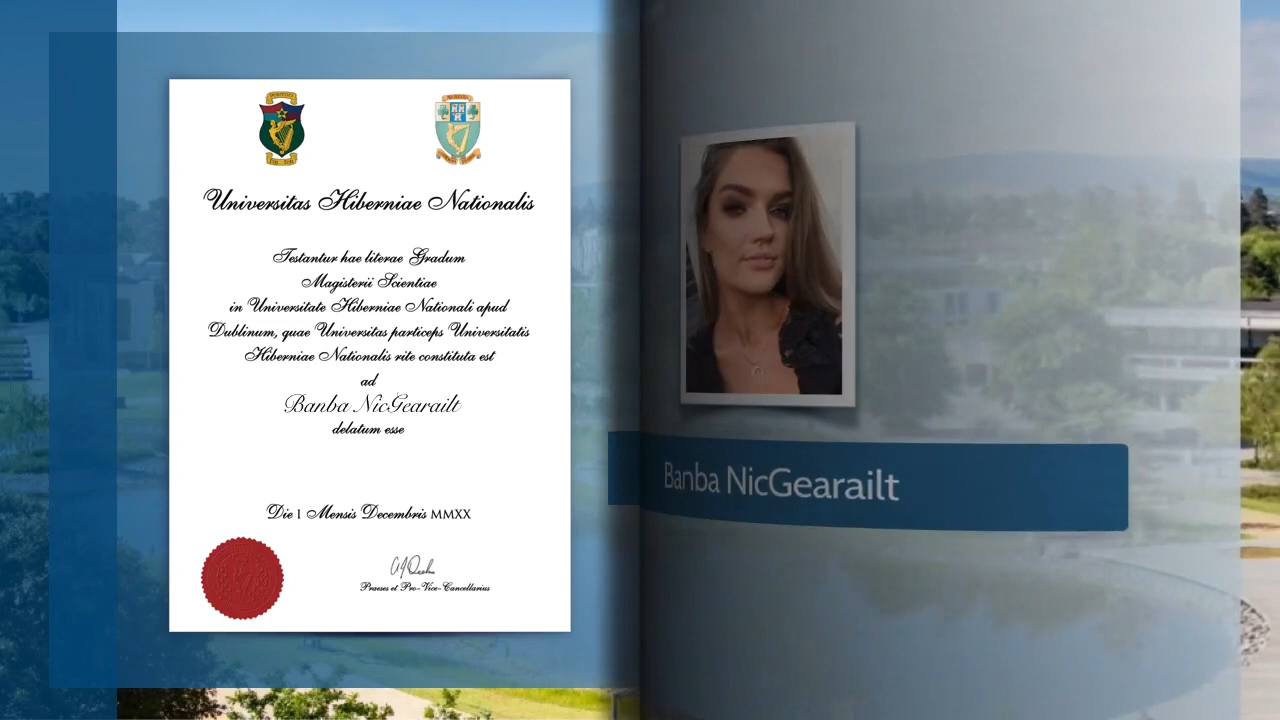 Universitas Hiberniae Nationalis
Testantur hae literae Gradum
Magisterii Scientiae
in Universitate Hiberniae Nationali apud
Dublinum, quae Universitas particeps Universitatis
Hiberniae Nationalis rite constituta est
ad
Banba NicGearailt
delatum esse
Die 1 Mensis Decembris MMXX
Praeses et Pro-Vice-Cancellarius
Banba NicGearailt